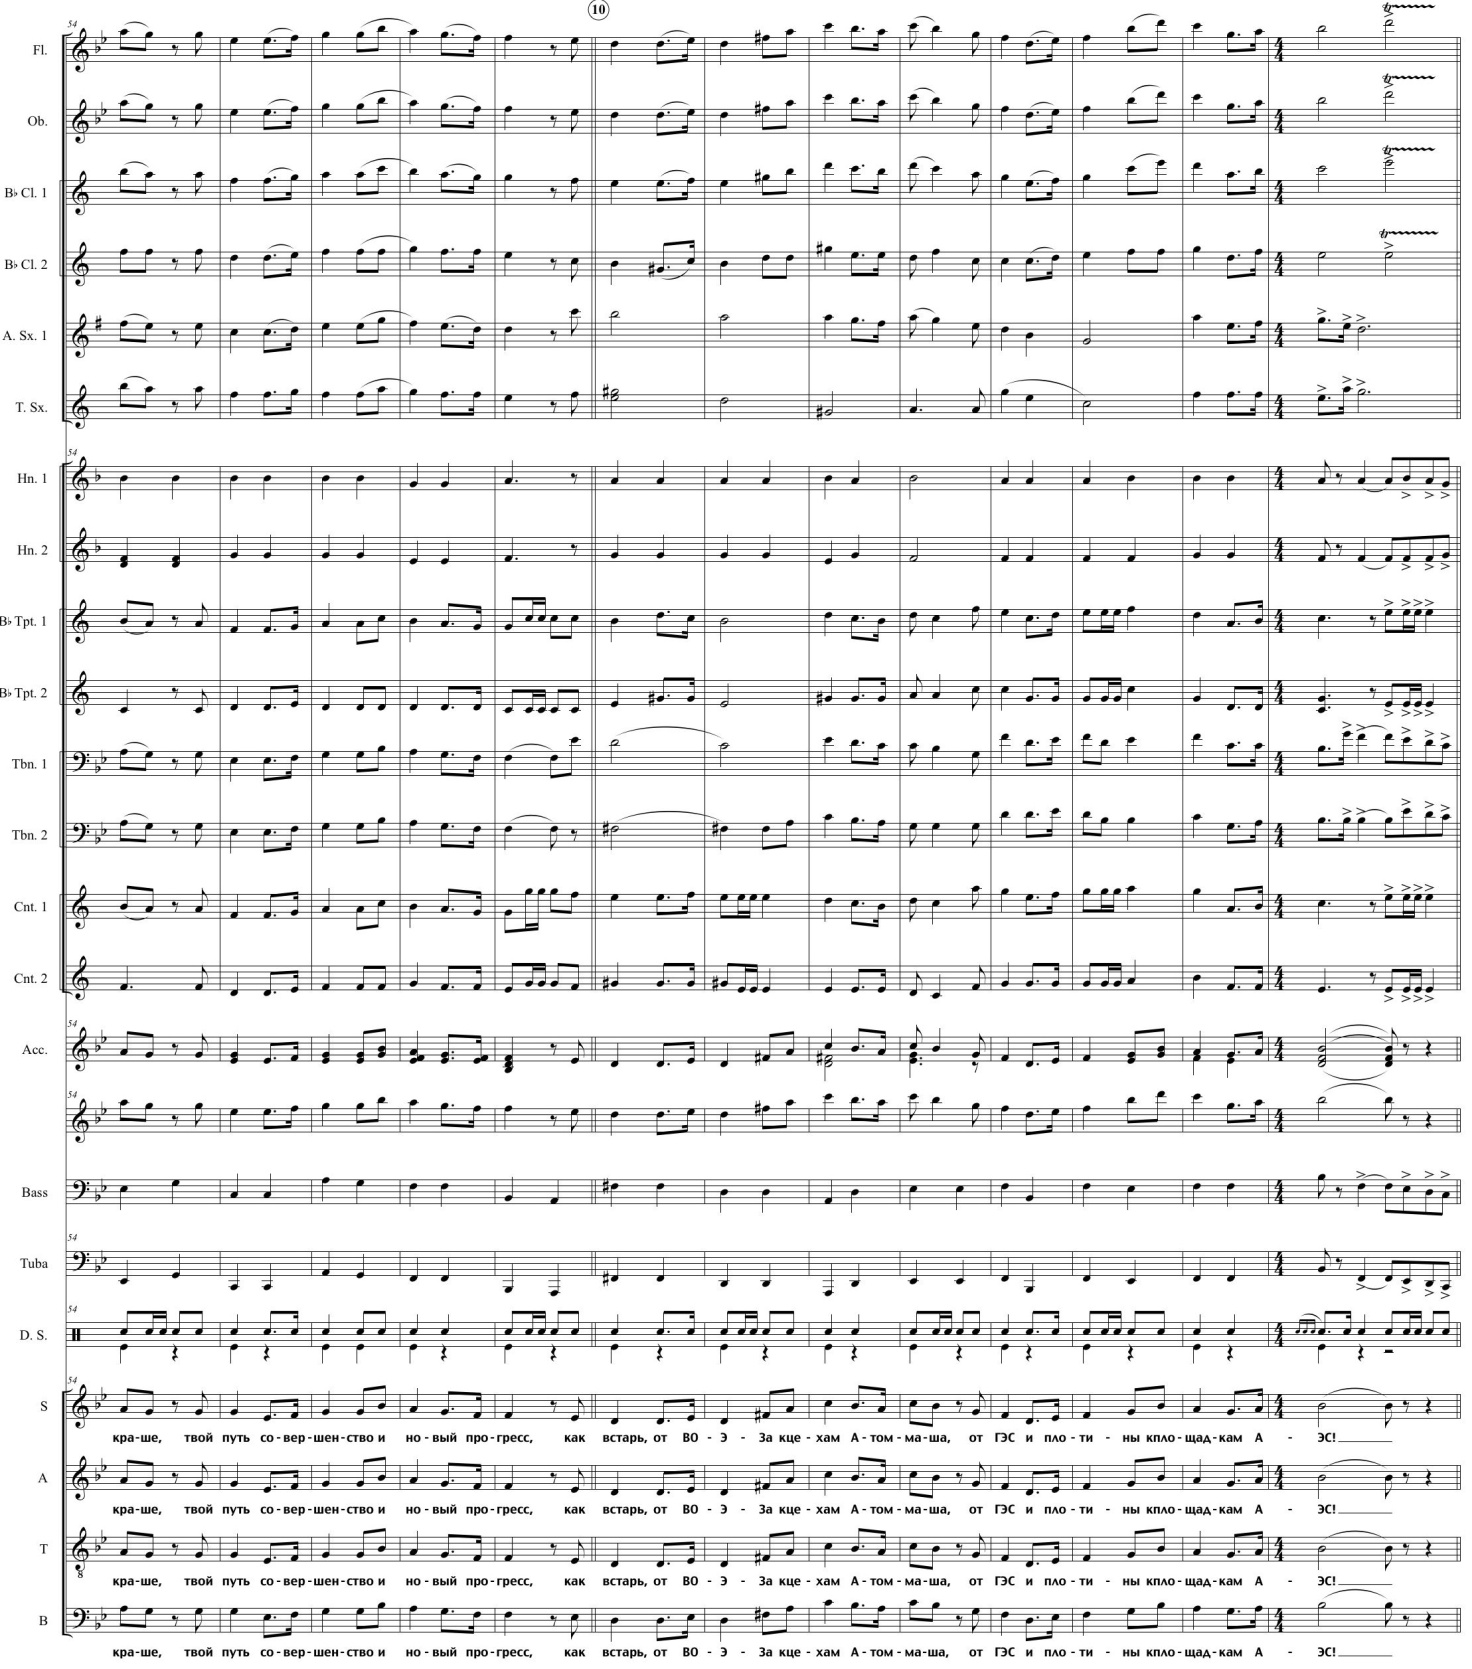 10
54
Fl.
Ob.
B♭ Cl. 1
B♭ Cl. 2
A. Sx. 1
T. Sx.
54
Hn. 1
Hn. 2
B♭ Tpt. 1
B♭ Tpt. 2
Tbn. 1
Tbn. 2
Cnt. 1
Cnt. 2
54
Acc.
54
Bass
54
Tuba
54
D. S.
54
S
кра-ше, твой путь со-вер-шен-ство и но-вый про-гресс, как встарь, от ВО - Э - За кце-хам А-том-ма-ша, от ГЭС и пло-ти - ны кпло-щад-кам А - ЭС!
A
кра-ше, твой путь со-вер-шен-ство и но-вый про-гресс, как встарь, от ВО - Э - За кце-хам А-том-ма-ша, от ГЭС и пло-ти - ны кпло-щад-кам А - ЭС!
T
кра-ше, твой путь со-вер-шен-ство и но-вый про-гресс, как встарь, от ВО - Э - За кце-хам А-том-ма-ша, от ГЭС и пло-ти - ны кпло-щад-кам А - ЭС!
B
кра-ше, твой путь со-вер-шен-ство и но-вый про-гресс, как встарь, от ВО - Э - За кце-хам А-том-ма-ша, от ГЭС и пло-ти - ны кпло-щад-кам А - ЭС!